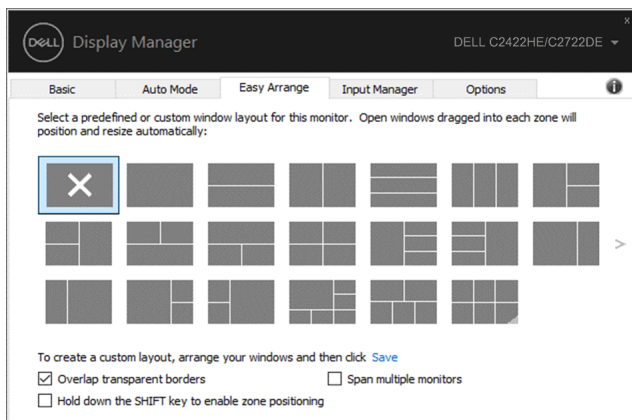 DELL Display Manager
x
DELL C2422HE/C2722DE
Basic
Auto Mode
Easy Arrange
Input Manager
Options
Select a predefined or custom window layout for this monitor. Open windows dragged into each zone will
position and resize automatically:
To create a custom layout, arrange your windows and then click Save
Overlap transparent borders
Span multiple monitors
Hold down the SHIFT key to enable zone positioning